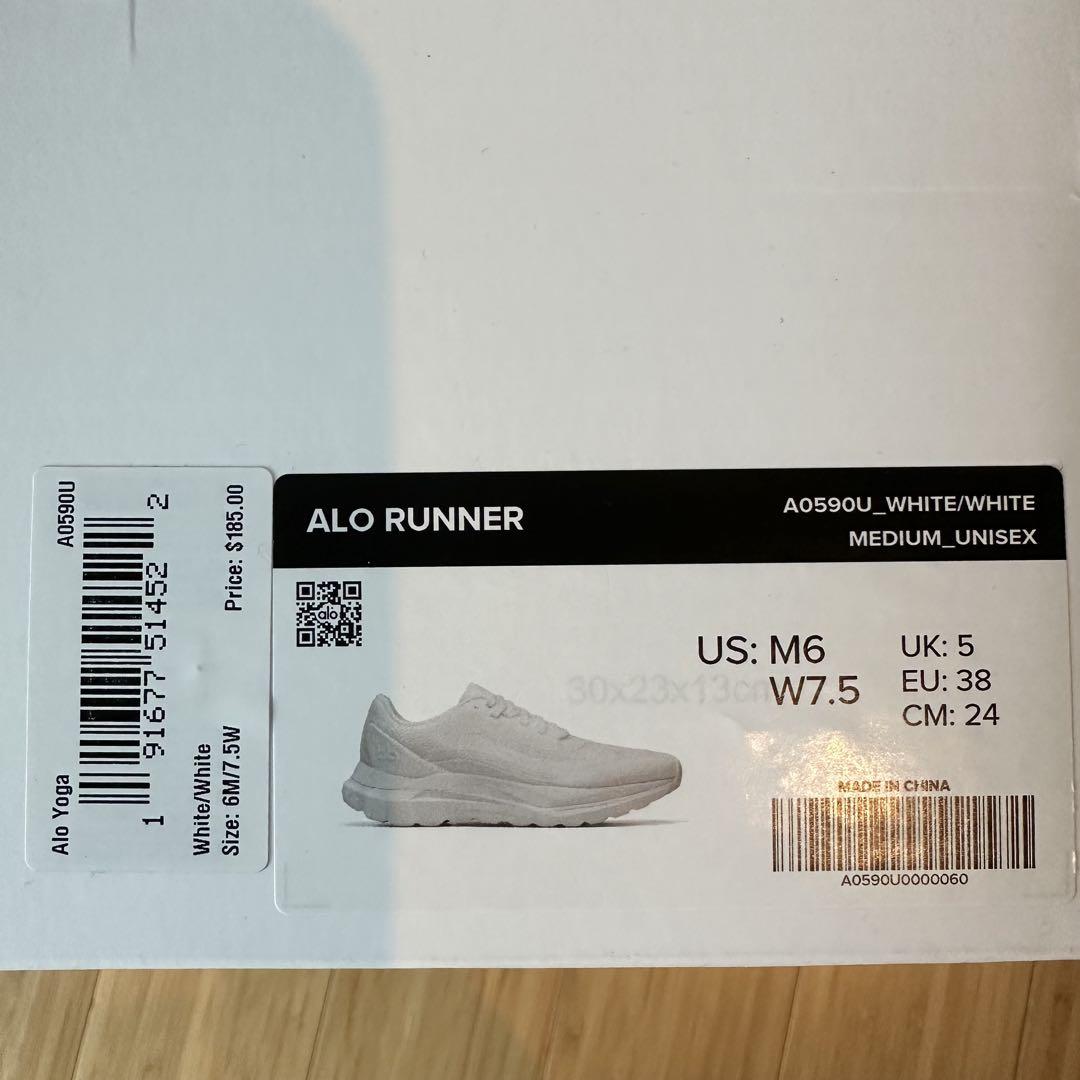 Alo Yoga
A0590U
1 91677 51452 2
White/White
Size: 6M/7.5W
Price: $185.00
ALO RUNNER
A0590U_WHITE/WHITE
MEDIUM_UNISEX
alo
US: M6
W7.5
UK: 5
EU: 38
CM: 24
30x23x13cm
MADE IN CHINA
A0590U0000060